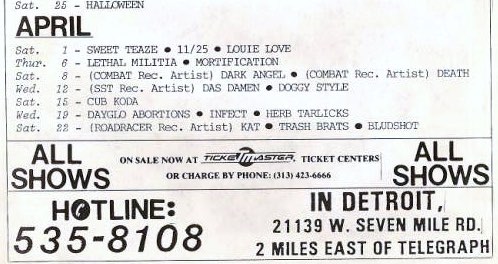 Sat. 25 - HALLOWEEN
APRIL
Sat. 1 - SWEET TEAZE ● 11/25 ● LOUIE LOVE
Thur. 6 - LETHAL MILITIA ● MORTIFICATION
Sat. 8 - (COMBAT Rec. Artist) DARK ANGEL ● (COMBAT Rec. Artist) DEATH
Wed. 12 - (SST Rec. Artist) DAS DAMEN ● DOGGY STYLE
Sat. 15 - CUB KODA
Wed. 19 - DAYGLO ABORTIONS ● INFECT ● HERB TARLICKS
Sat. 22 - (ROADRACER Rec. Artist) KAT ● TRASH BRATS ● BLUDSHOT
ALL SHOWS
ON SALE NOW AT TICKETMASTER TICKET CENTERS
OR CHARGE BY PHONE: (313) 423-6666
ALL SHOWS
HOTLINE:
535-8108
IN DETROIT,
21139 W. SEVEN MILE RD.
2 MILES EAST OF TELEGRAPH